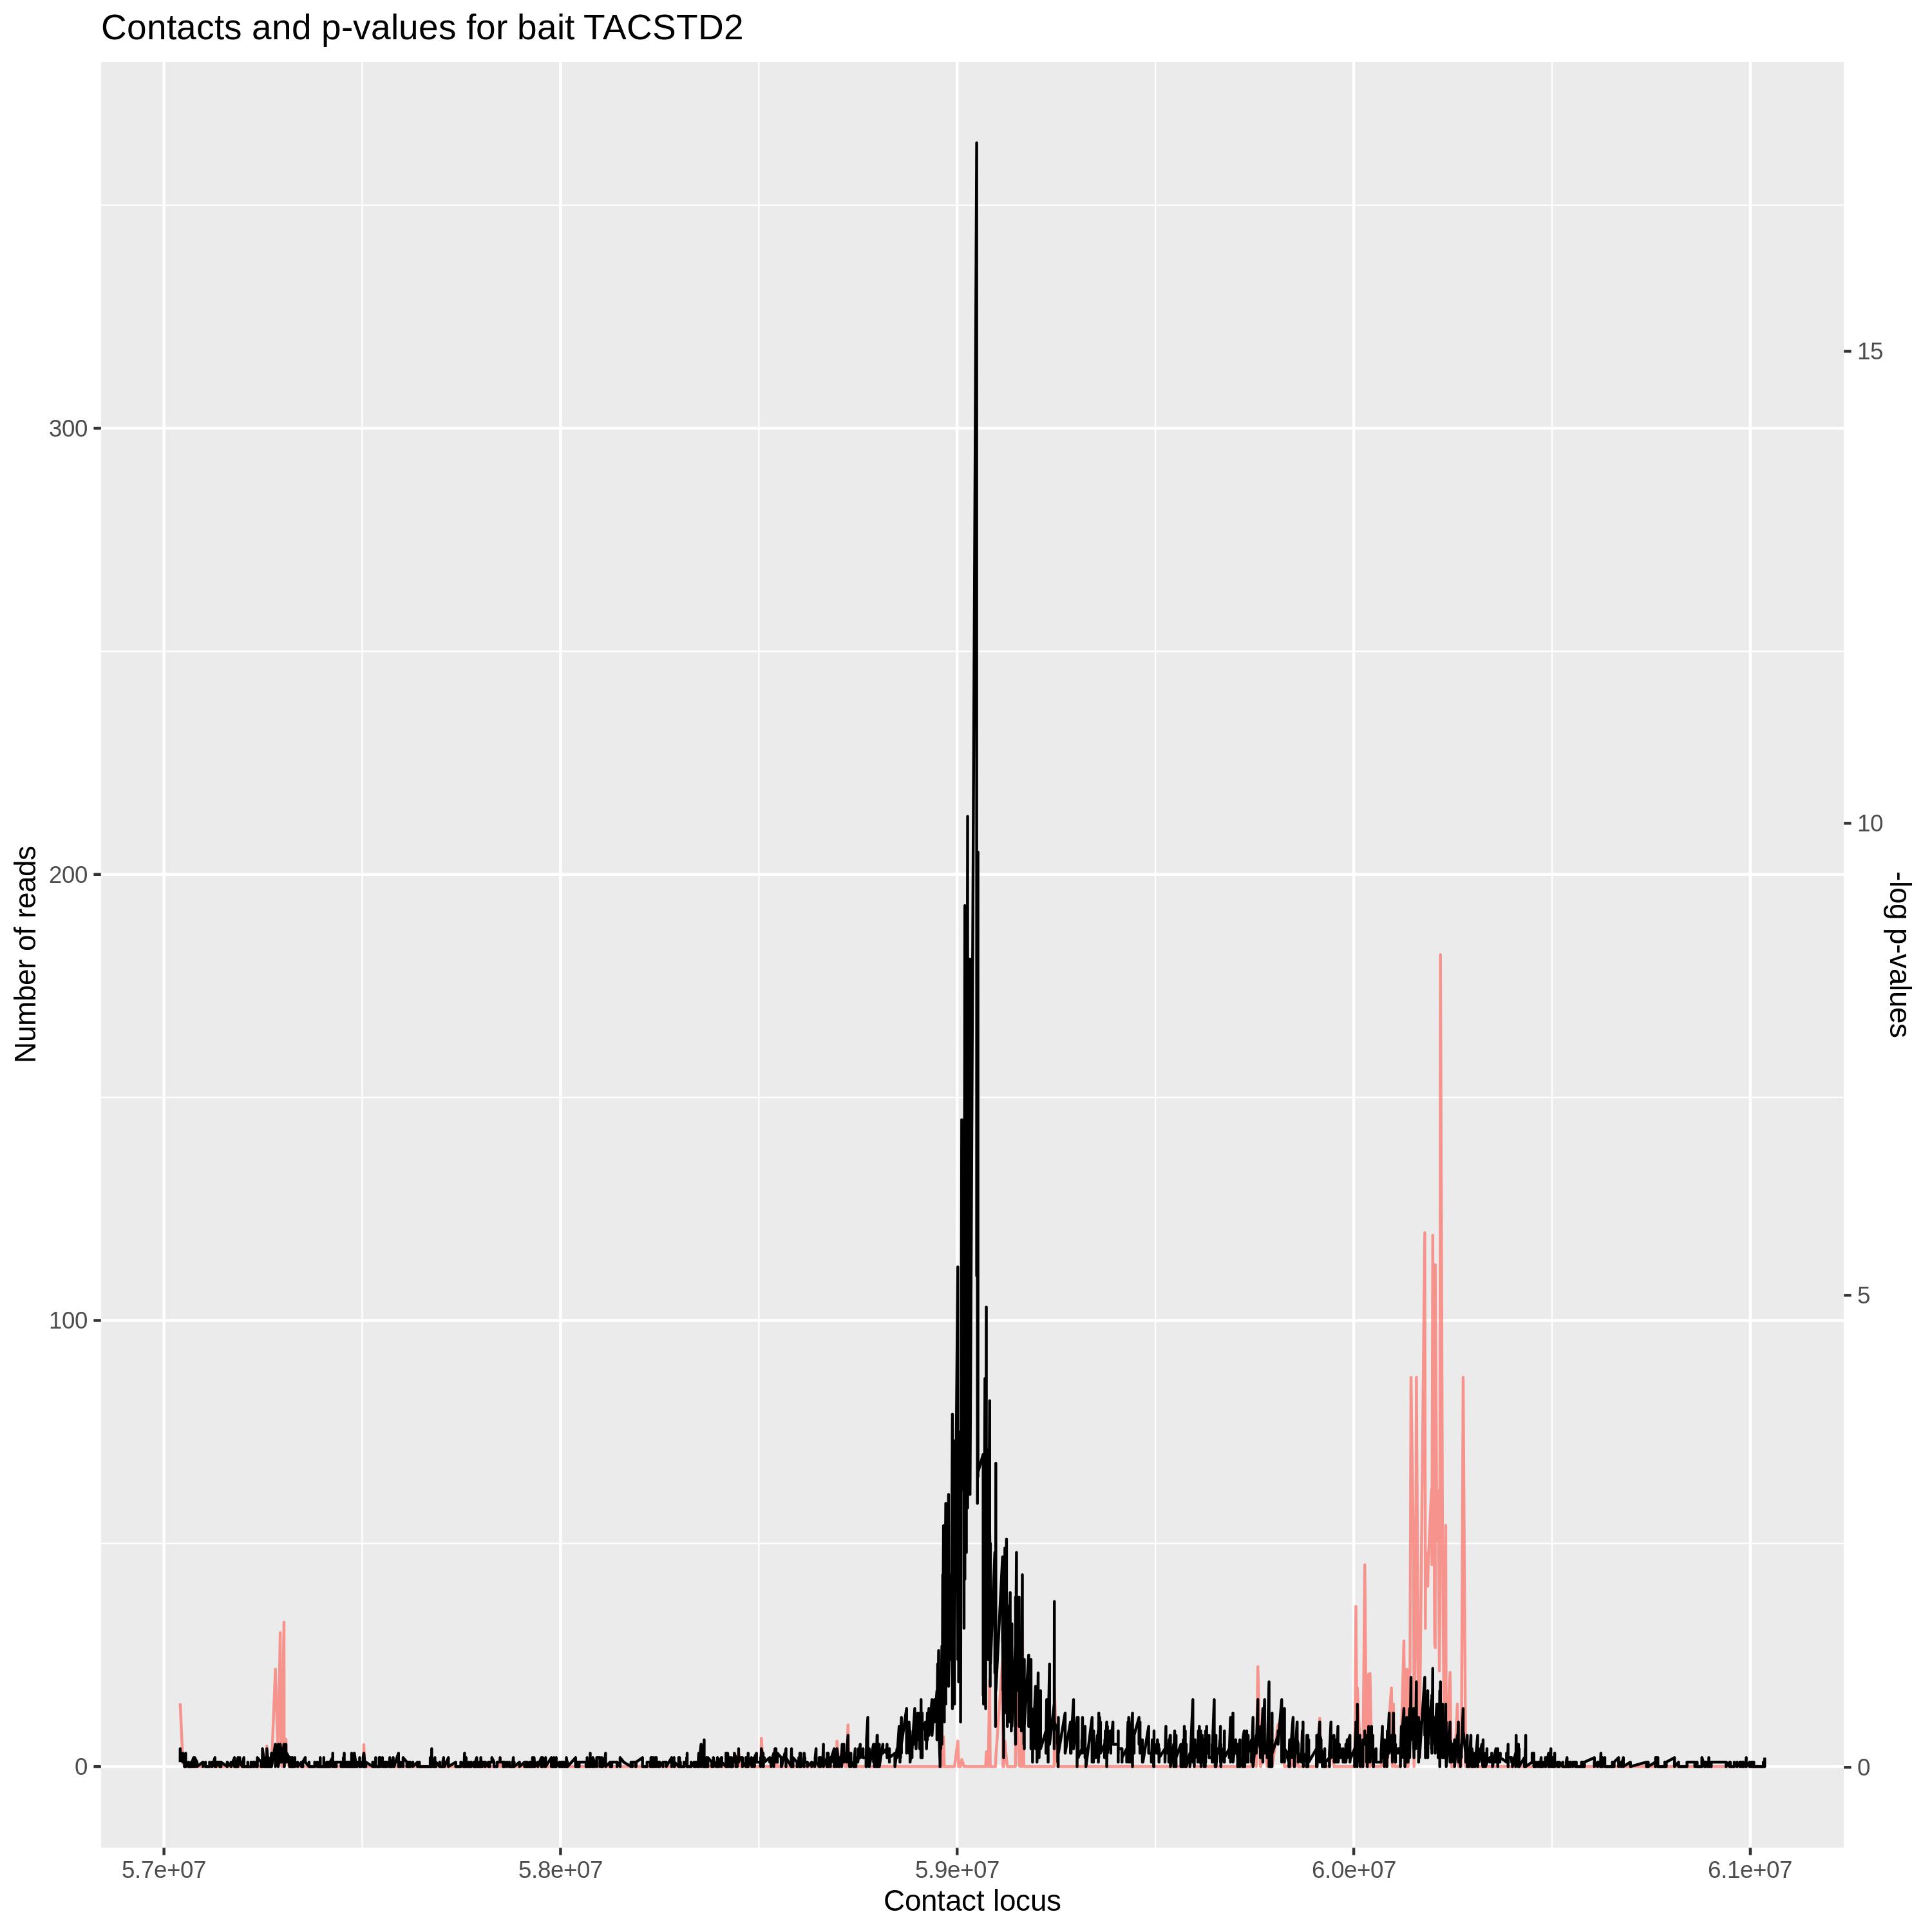 Contacts and p-values for bait TACSTD2
300
200
100
0
Number of reads
15
10
5
0
-log p-values
5.7e+07
5.8e+07
5.9e+07
6.0e+07
6.1e+07
Contact locus